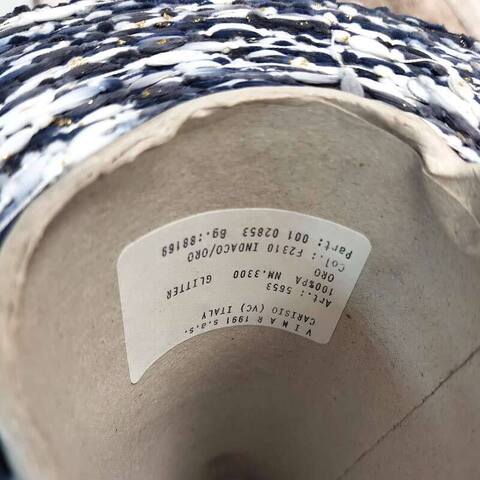 V I M A R 1991 s.a.s.
CARISIO (VC) ITALY
Art.: 5653 GLITTER
100%PA NM.3300
ORO
Col.: F2310 INDACO/ORO
Part: 001 02853 Bg.:88169